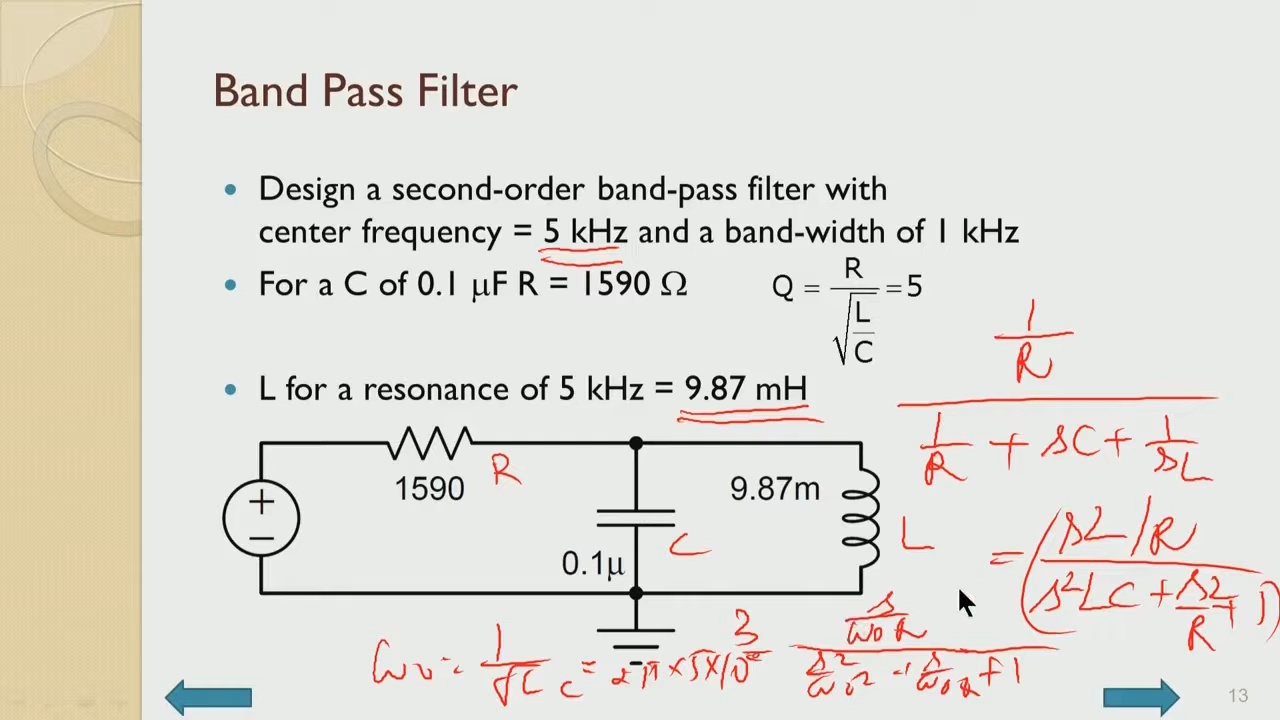 Band Pass Filter
• Design a second-order band-pass filter with
center frequency = 5 kHz and a band-width of 1 kHz
• For a C of 0.1 μF R = 1590 Ω
Q = R / √(L/C) = 5
• L for a resonance of 5 kHz = 9.87 mH
1590
R
0.1μ
C
9.87m
L
+
−
1/R
1/R + sC + 1/sL
= (sL/R
s²LC + sL/R + 1)
ω0 = 1/√LC = 2π×5×10³
s/ω0Q
s²/ω0² + s/ω0Q + 1
13